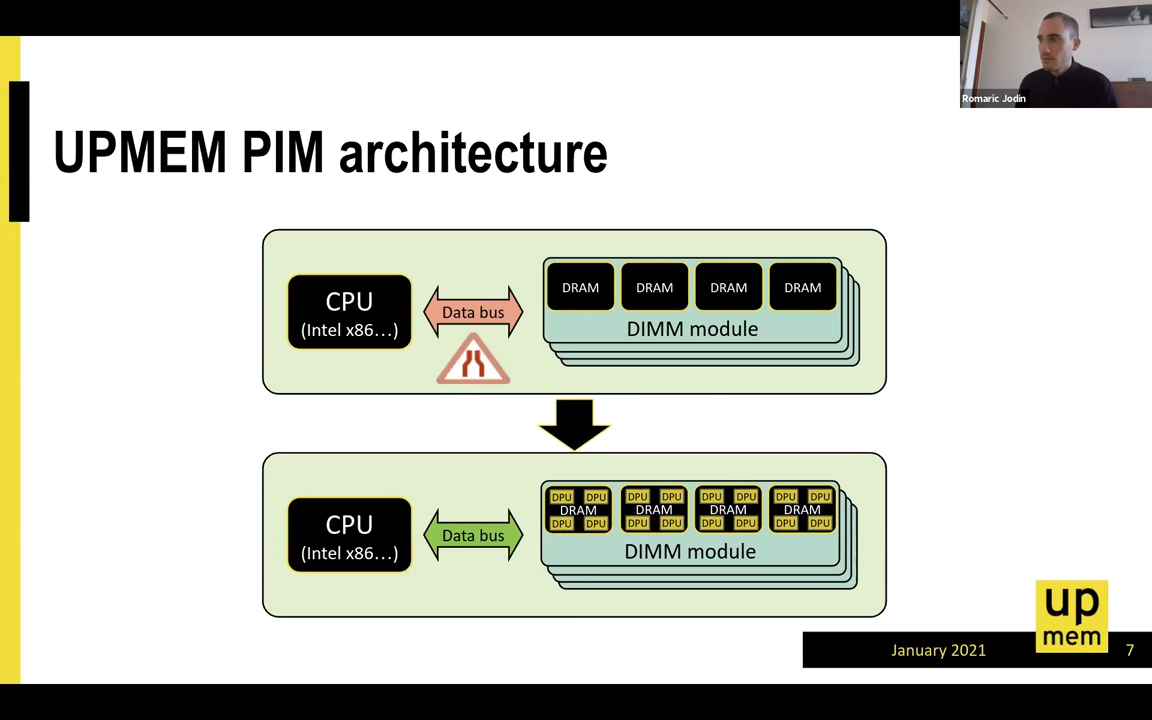 Romaric Jodin
UPMEM PIM architecture
CPU
(Intel x86...)
Data bus
DRAM DRAM DRAM DRAM
DIMM module
CPU
(Intel x86...)
Data bus
DPU DPU DPU DPU DPU DPU DPU DPU
DRAM DRAM DRAM DRAM
DPU DPU DPU DPU DPU DPU DPU DPU
DIMM module
up
mem
January 2021
7